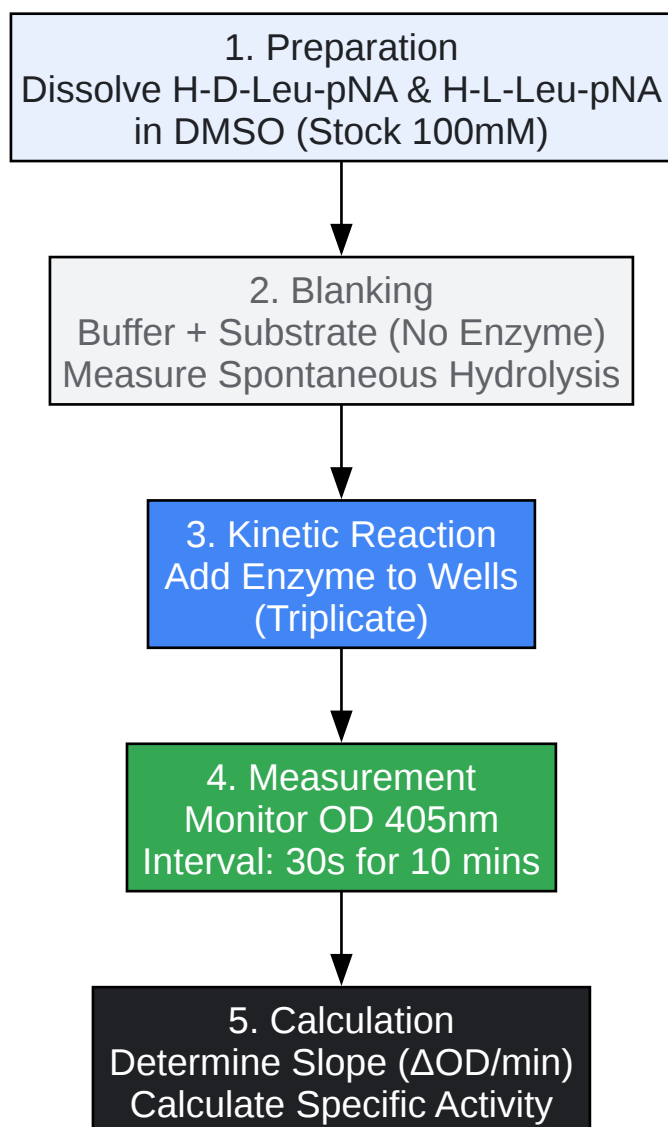 1. Preparation
Dissolve H-D-Leu-pNA & H-L-Leu-pNA
in DMSO (Stock 100mM)
2. Blanking
Buffer + Substrate (No Enzyme)
Measure Spontaneous Hydrolysis
3. Kinetic Reaction
Add Enzyme to Wells
(Triplicate)
4. Measurement
Monitor OD 405nm
Interval: 30s for 10 mins
5. Calculation
Determine Slope (ΔOD/min)
Calculate Specific Activity